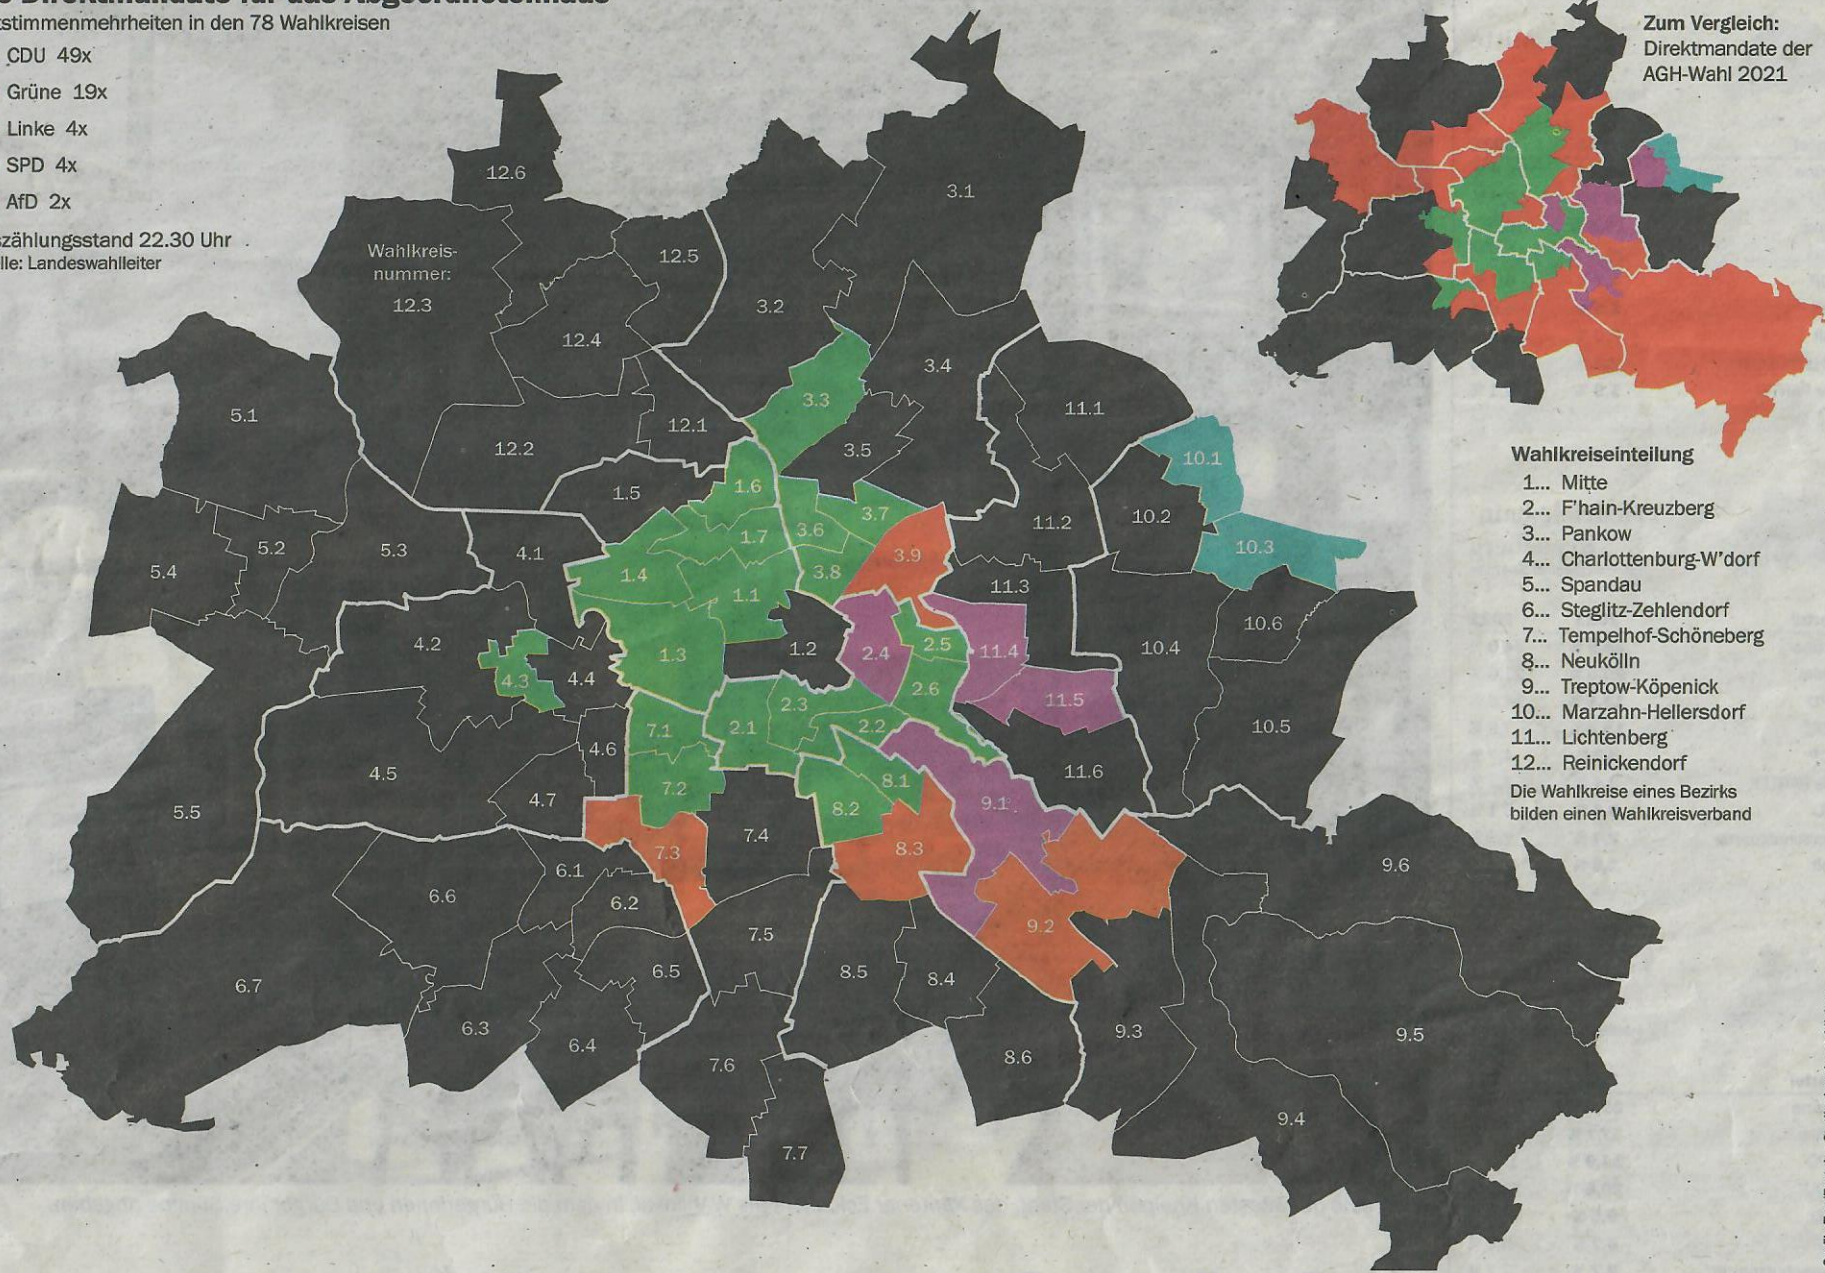 Direktmandate für das Abgeordnetenhaus
stimmenmehrheiten in den 78 Wahlkreisen
CDU 49x
Grüne 19x
Linke 4x
SPD 4x
AfD 2x
szählungsstand 22.30 Uhr
lle: Landeswahlleiter
Zum Vergleich:
Direktmandate der
AGH-Wahl 2021
Wahlkreis-
nummer:
12.3
12.6
12.5
12.4
12.2
12.1
3.1
3.2
3.4
3.3
3.5
3.6
3.7
3.8
3.9
5.1
5.2
5.3
5.4
5.5
1.5
1.6
1.7
1.4
1.1
1.2
1.3
4.1
4.2
4.3
4.4
4.5
4.6
4.7
2.4
2.5
2.6
2.3
2.2
2.1
11.1
11.2
11.3
11.4
11.5
11.6
10.1
10.2
10.3
10.4
10.5
10.6
7.1
7.2
7.3
7.4
7.5
7.6
7.7
8.1
8.2
8.3
8.4
8.5
8.6
9.1
9.2
9.3
9.4
9.5
9.6
6.1
6.2
6.3
6.4
6.5
6.6
6.7
Wahlkreiseinteilung
1... Mitte
2... F'hain-Kreuzberg
3... Pankow
4... Charlottenburg-W'dorf
5... Spandau
6... Steglitz-Zehlendorf
7... Tempelhof-Schöneberg
8... Neukölln
9... Treptow-Köpenick
10... Marzahn-Hellersdorf
11... Lichtenberg
12... Reinickendorf
Die Wahlkreise eines Bezirks
bilden einen Wahlkreisverband